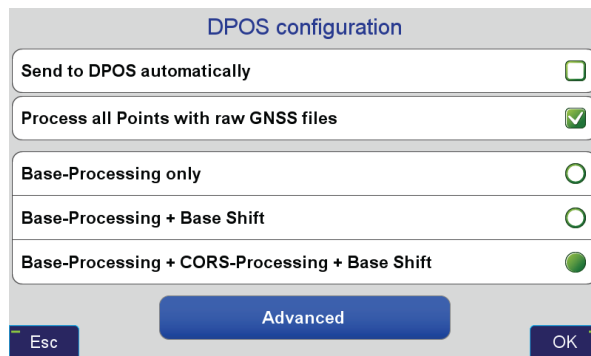 DPOS configuration
Send to DPOS automatically
Process all Points with raw GNSS files
Base-Processing only
Base-Processing + Base Shift
Base-Processing + CORS-Processing + Base Shift
Advanced
Esc
OK